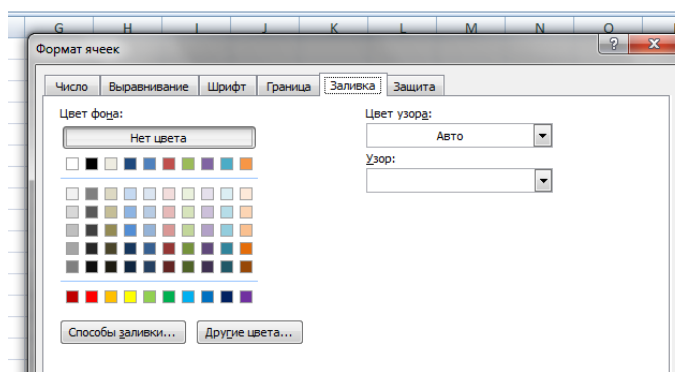 G H I J K L M N O
Формат ячеек
Число Выравнивание Шрифт Граница Заливка Защита
Цвет фона: Цвет узора:
Нет цвета Авто
Узор:
Способы заливки... Другие цвета...